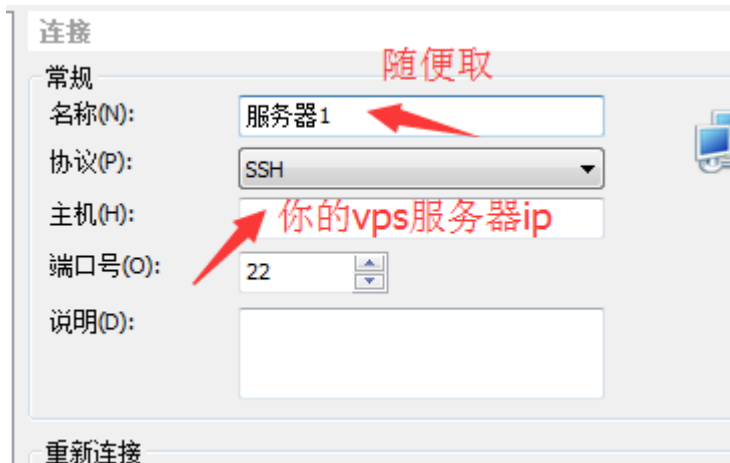 连接
随便取
常规
名称(N): 服务器1
协议(P): SSH
主机(H): 你的vps服务器ip
端口号(O): 22
说明(D):
重新连接